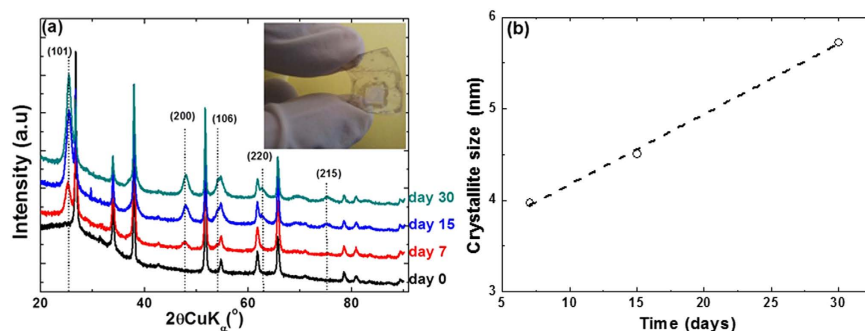 (a)
(101)
(200)
(106)
(220)
(215)
day 30
day 15
day 7
day 0
Intensity (a.u)
20
40
60
80
2θCuKα(°)
(b)
6
5
4
3
Crystallite size (nm)
5
10
15
20
25
30
Time (days)